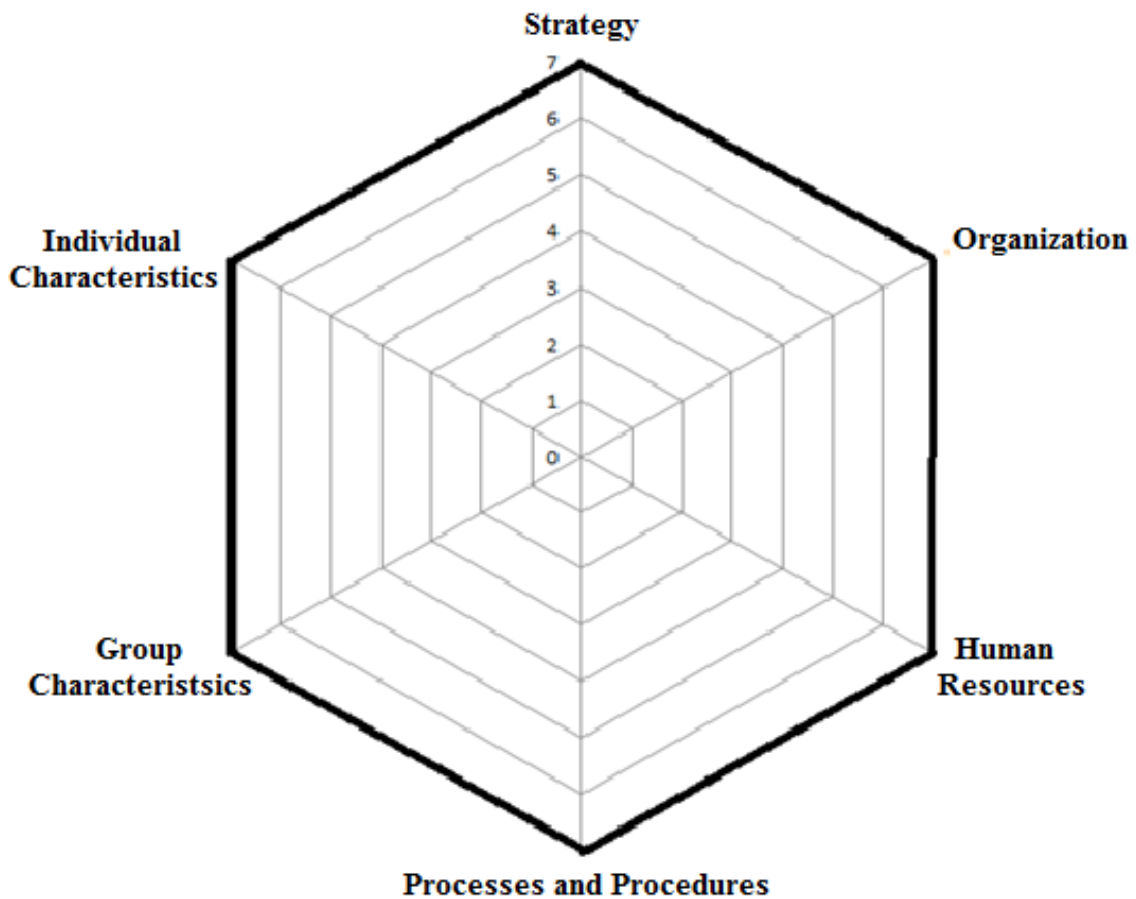 Strategy
7
6
5
4
3
2
1
0
Individual
Characteristics
Organization
Group
Characteristsics
Human
Resources
Processes and Procedures